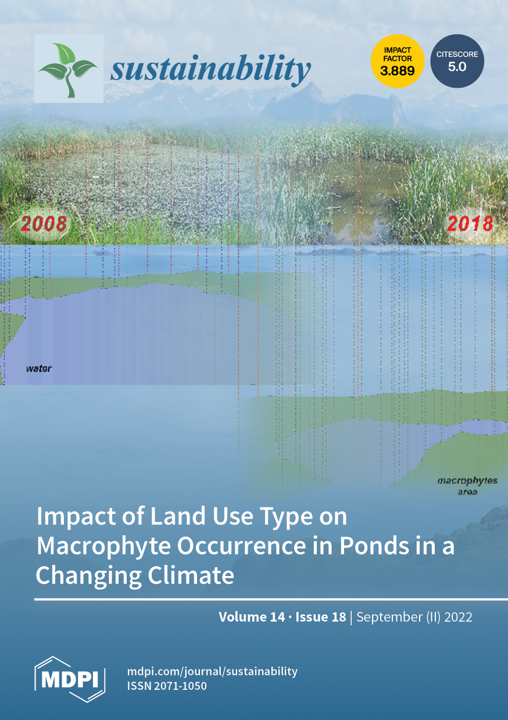 sustainability
IMPACT
FACTOR
3.889
CITESCORE
5.0
2008
2018
water
macrophytes
area
Impact of Land Use Type on
Macrophyte Occurrence in Ponds in a
Changing Climate
Volume 14 · Issue 18 | September (II) 2022
MDPI
mdpi.com/journal/sustainability
ISSN 2071-1050